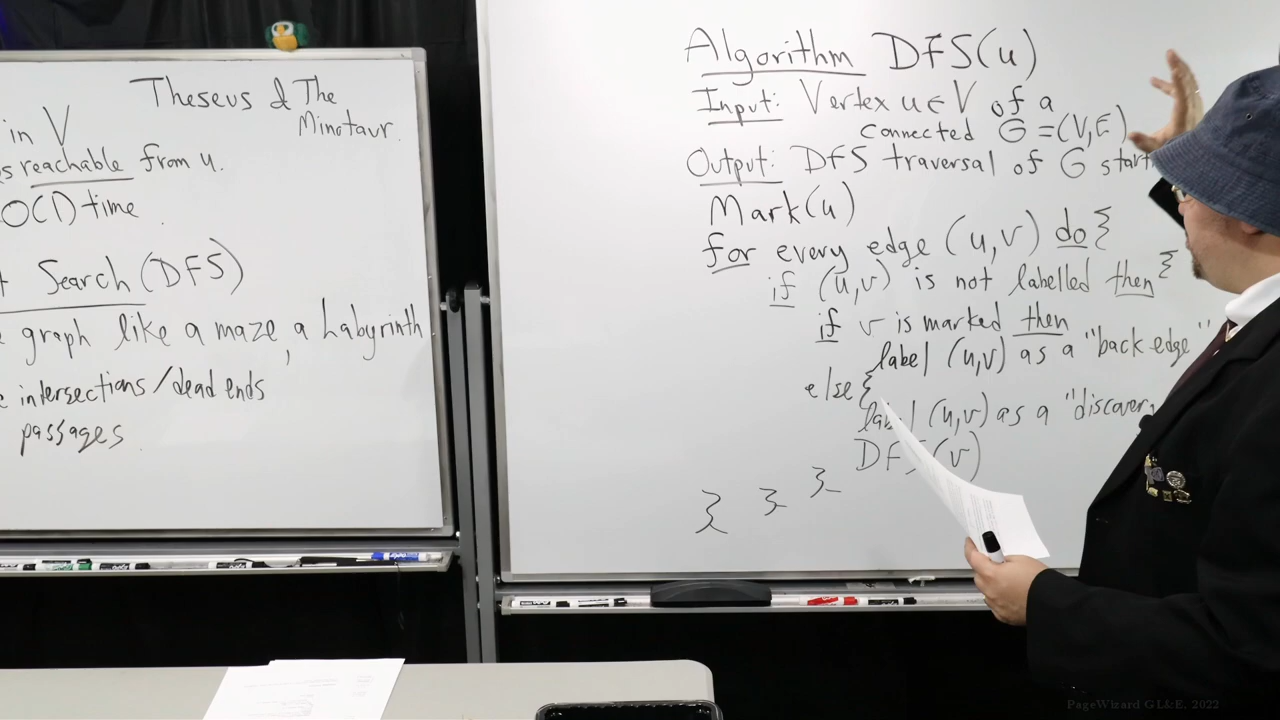 Theseus & The
Minotaur.
in V
es reachable from u.
O(1) time
t Search (DFS)
e graph like a maze, a Labyrinth
e intersections/dead ends
passages
Algorithm DFS(u)
Input: Vertex u ∈ V of a
connected G = (V, E)
Output: DFS traversal of G start
Mark(u)
for every edge (u,v) do {
if (u,v) is not labelled then {
if v is marked then
label (u,v) as a "back edge"
else {
label (u,v) as a "discover
DFS(v)
} } }
PageWizard GL&E. 2022